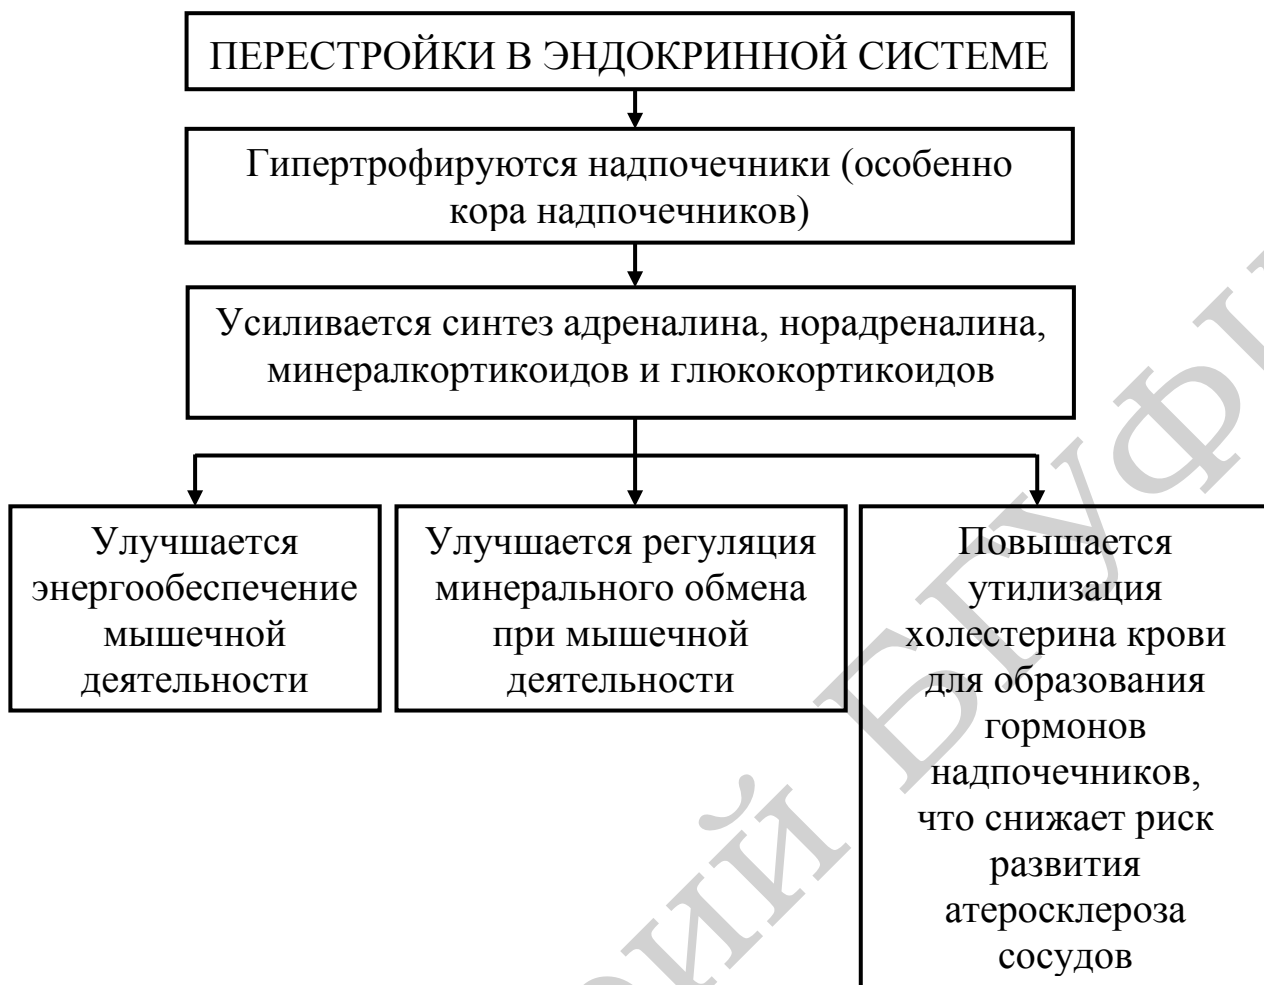 ПЕРЕСТРОЙКИ В ЭНДОКРИННОЙ СИСТЕМЕ
Гипертрофируются надпочечники (особенно
кора надпочечников)
Усиливается синтез адреналина, норадреналина,
минералкортикоидов и глюкокортикоидов
Улучшается
энергообеспечение
мышечной
деятельности
Улучшается регуляция
минерального обмена
при мышечной
деятельности
Повышается
утилизация
холестерина крови
для образования
гормонов
надпочечников,
что снижает риск
развития
атеросклероза
сосудов